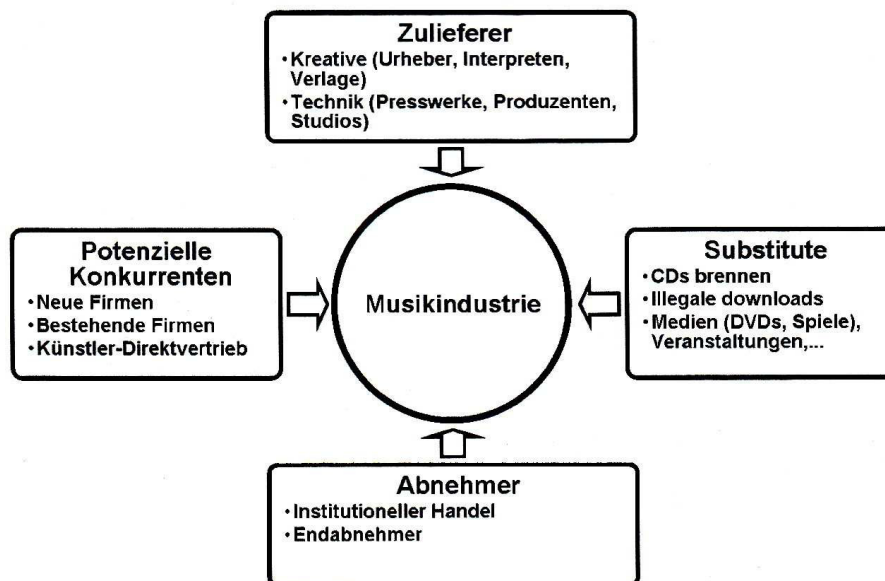 Zulieferer
•Kreative (Urheber, Interpreten,
Verlage)
•Technik (Presswerke, Produzenten,
Studios)
Potenzielle
Konkurrenten
•Neue Firmen
•Bestehende Firmen
•Künstler-Direktvertrieb
Musikindustrie
Substitute
•CDs brennen
•Illegale downloads
•Medien (DVDs, Spiele),
Veranstaltungen,...
Abnehmer
•Institutioneller Handel
•Endabnehmer